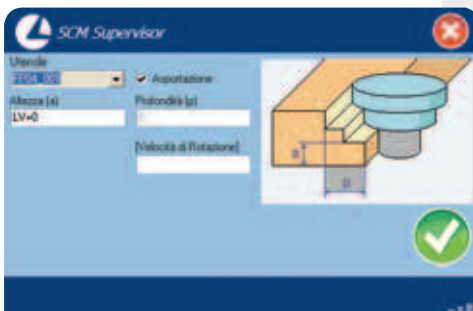 SCM Supervisor
Utensile
Asportazione
Altezza (a)
Profondità (p)
LV=0
[Velocità di Rotazione]
a